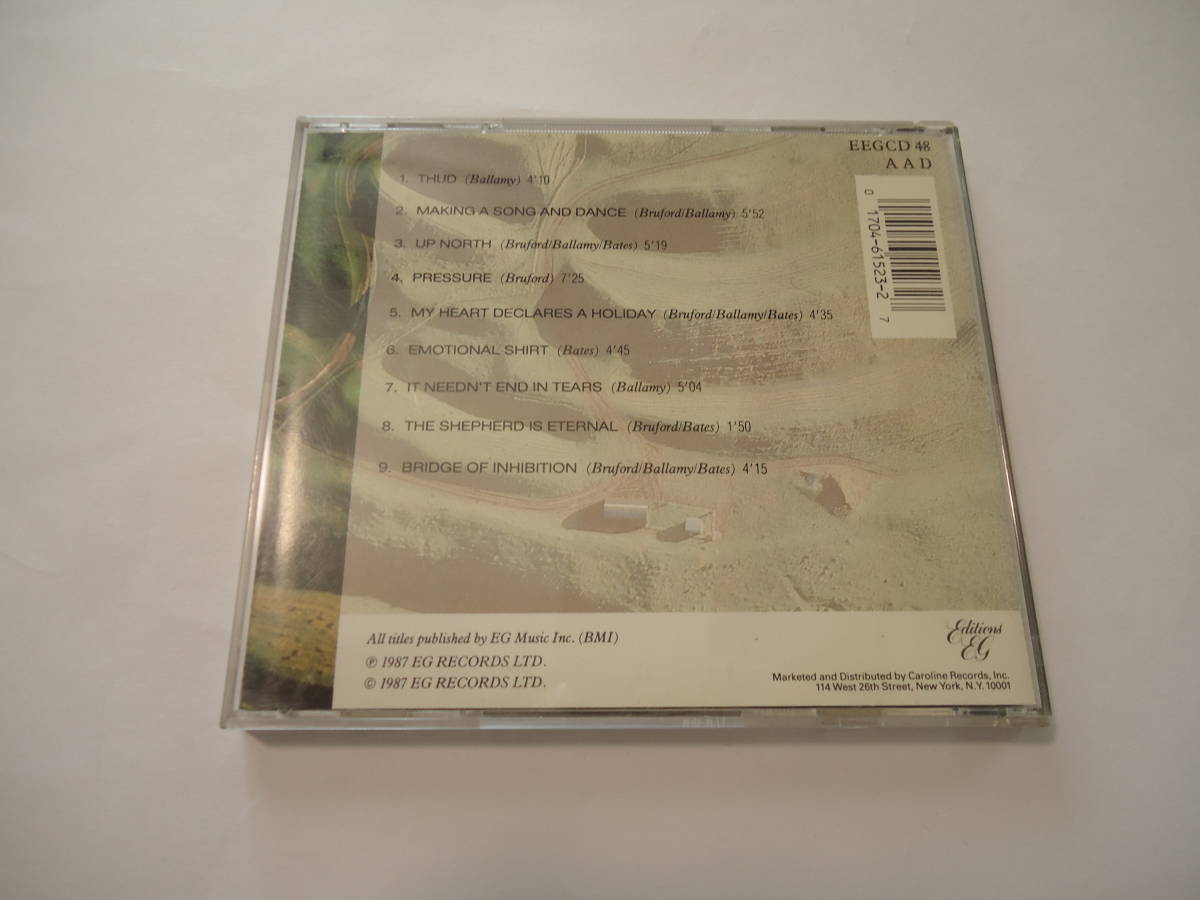 EEGCD 48
A A D
0 1704-61523-2 7
1. THUD (Ballamy) 4'10
2. MAKING A SONG AND DANCE (Bruford/Ballamy) 5'52
3. UP NORTH (Bruford/Ballamy/Bates) 5'19
4. PRESSURE (Bruford) 7'25
5. MY HEART DECLARES A HOLIDAY (Bruford/Ballamy/Bates) 4'35
6. EMOTIONAL SHIRT (Bates) 4'45
7. IT NEEDN'T END IN TEARS (Ballamy) 5'04
8. THE SHEPHERD IS ETERNAL (Bruford/Bates) 1'50
9. BRIDGE OF INHIBITION (Bruford/Ballamy/Bates) 4'15
All titles published by EG Music Inc. (BMI)
℗ 1987 EG RECORDS LTD.
© 1987 EG RECORDS LTD.
Editions
EG
Marketed and Distributed by Caroline Records, Inc.
114 West 26th Street, New York, N.Y. 10001